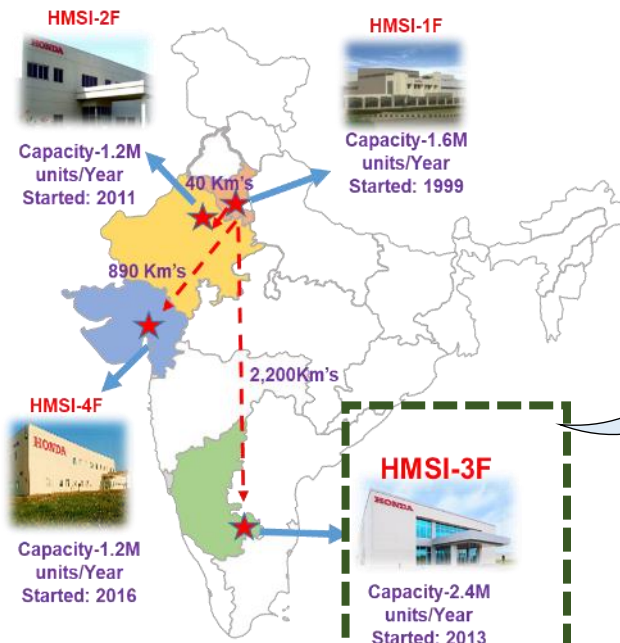 HMSI-2F
HONDA
Capacity-1.2M
units/Year
Started: 2011
HMSI-1F
Capacity-1.6M
units/Year
Started: 1999
40 Km's
890 Km's
2,200Km's
HMSI-4F
HONDA
Capacity-1.2M
units/Year
Started: 2016
HMSI-3F
HONDA
Capacity-2.4M
units/Year
Started: 2013